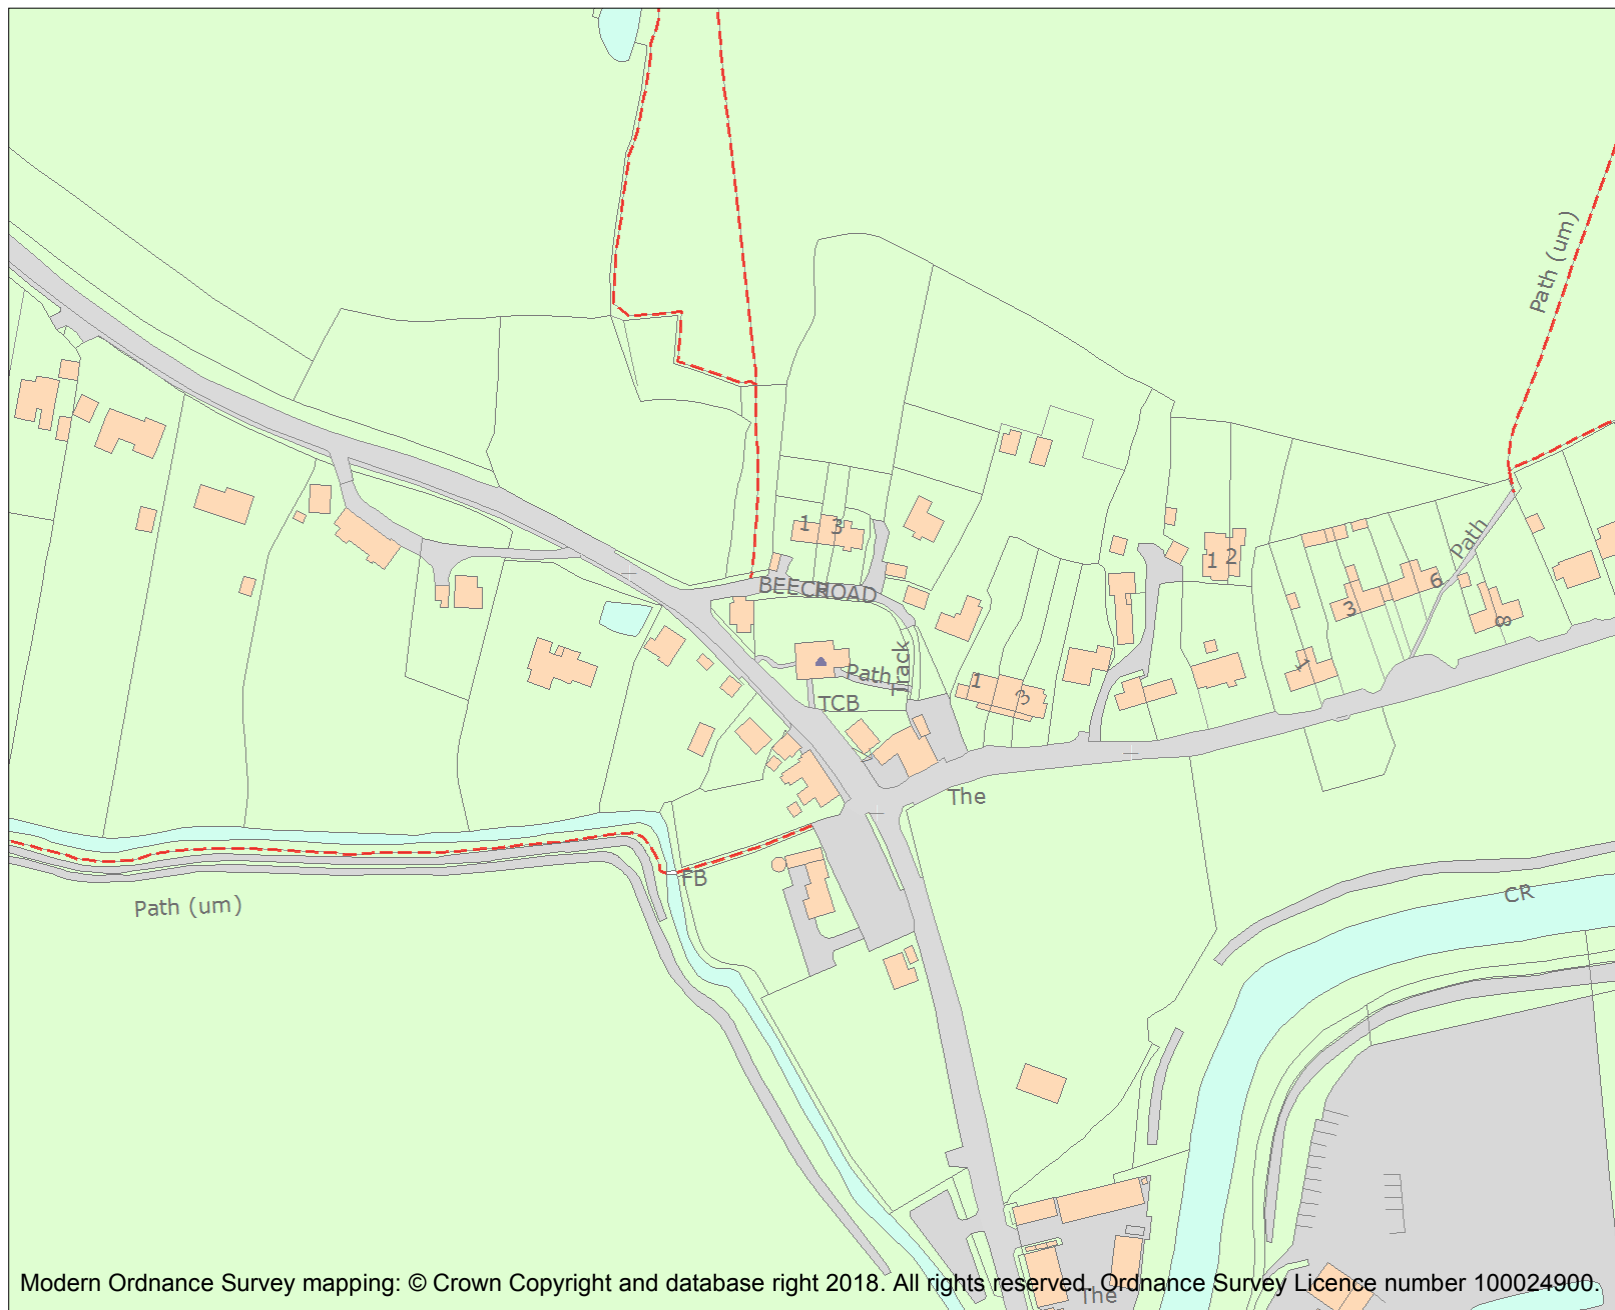 Path (um)
1
3
1
2
Path
BEECHOAD
6
3
8
Path
Track
1
1
3
TCB
The
FB
Path (um)
CR
The
Modern Ordnance Survey mapping: © Crown Copyright and database right 2018. All rights reserved. Ordnance Survey Licence number 100024900.